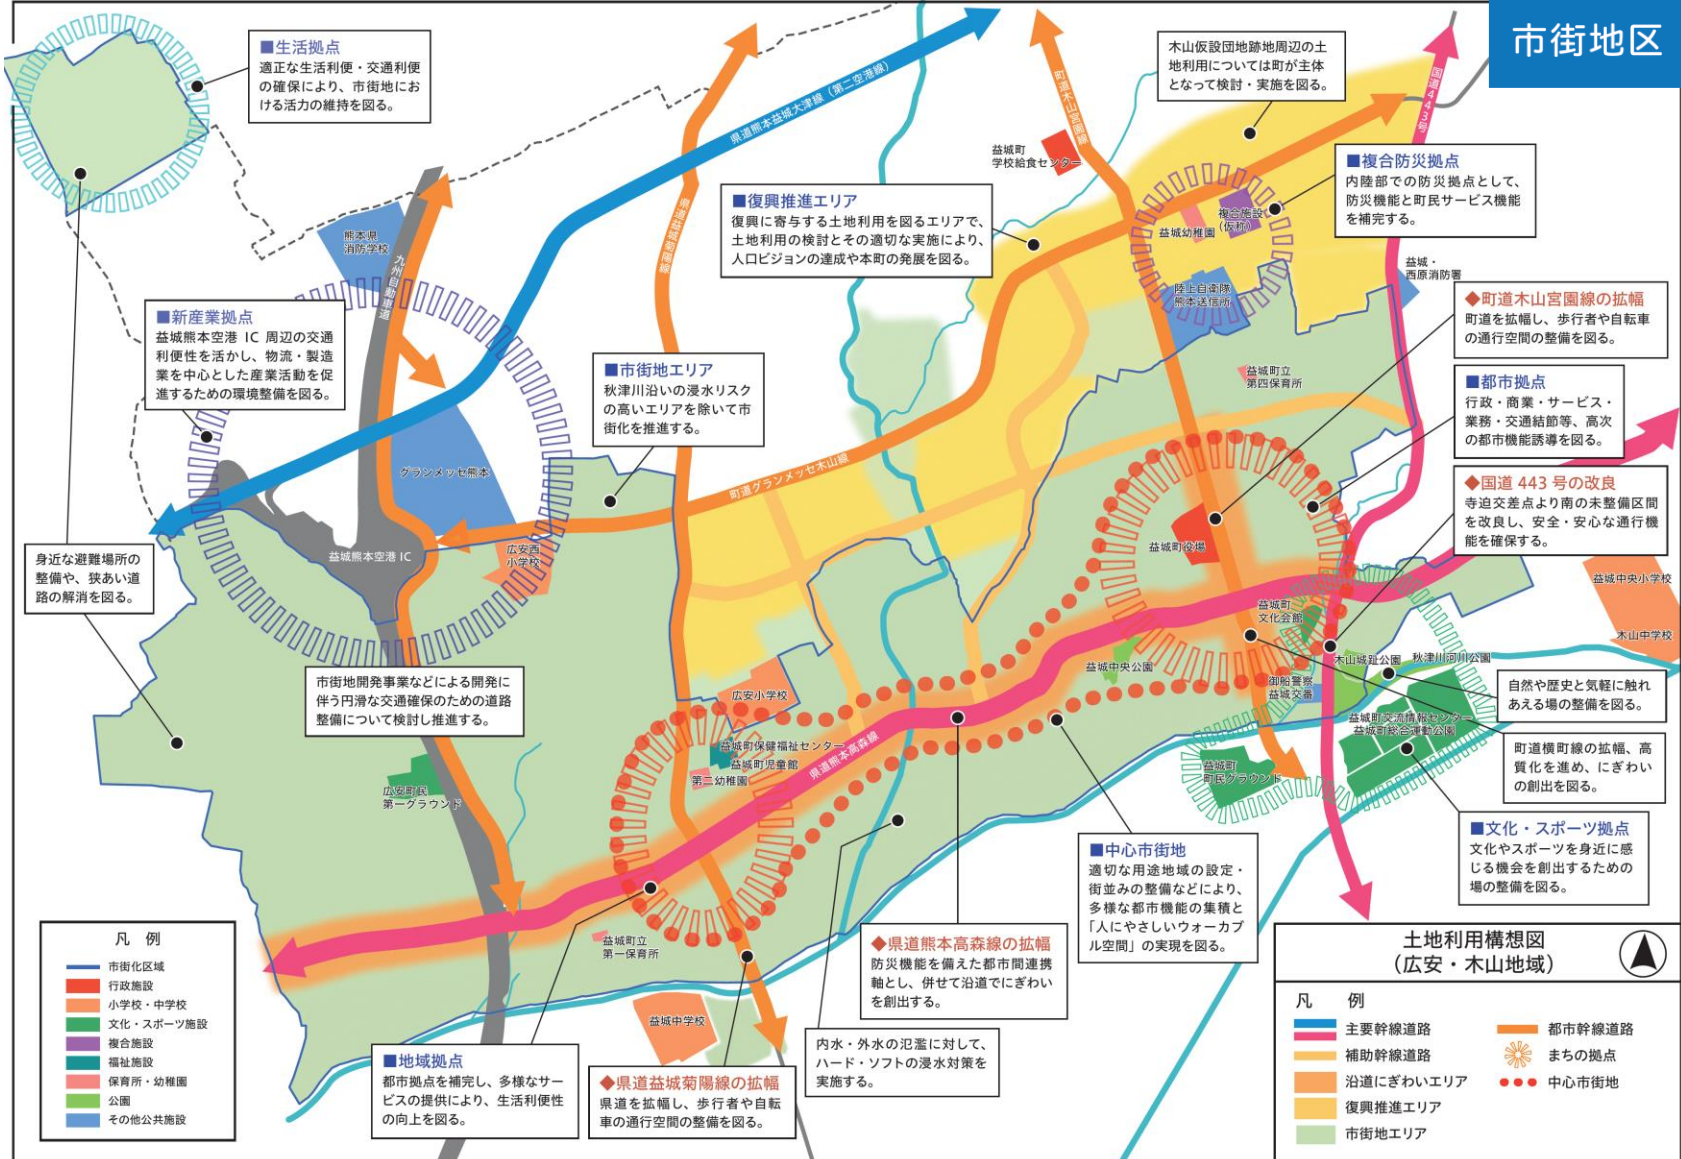 市街地区
■生活拠点
適正な生活利便・交通利便
の確保により、市街地にお
ける活力の維持を図る。
木山仮設団地跡地周辺の土
地利用については町が主体
となって検討・実施を図る。
県道熊本益城大津線(第二空港線)
町道木山宮園線
国道443号
益城町
学校給食センター
■複合防災拠点
内陸部での防災拠点として、
防災機能と町民サービス機能
を補完する。
■復興推進エリア
復興に寄与する土地利用を図るエリアで、
土地利用の検討とその適切な実施により、
人口ビジョンの達成や本町の発展を図る。
複合施設
(仮称)
益城幼稚園
熊本県
消防学校
九州自動車道
県道益城菊陽線
益城・
西原消防署
陸上自衛隊
熊本送信所
◆町道木山宮園線の拡幅
町道を拡幅し、歩行者や自転車
の通行空間の整備を図る。
■新産業拠点
益城熊本空港 IC 周辺の交通
利便性を活かし、物流・製造
業を中心とした産業活動を促
進するための環境整備を図る。
■市街地エリア
秋津川沿いの浸水リスク
の高いエリアを除いて市
街化を推進する。
益城町立
第四保育所
■都市拠点
行政・商業・サービス・
業務・交通結節等、高次
の都市機能誘導を図る。
グランメッセ熊本
町道グランメッセ木山線
◆国道 443 号の改良
寺迫交差点より南の未整備区間
を改良し、安全・安心な通行機
能を確保する。
益城熊本空港 IC
広安西
小学校
益城町役場
身近な避難場所の
整備や、狭あい道
路の解消を図る。
益城中央小学校
益城町
文化会館
木山中学校
木山城趾公園
秋津川河川公園
益城中央公園
御船警察
益城交番
市街地開発事業などによる開発に
伴う円滑な交通確保のための道路
整備について検討し推進する。
広安小学校
自然や歴史と気軽に触れ
あえる場の整備を図る。
益城町交流情報センター
益城町総合運動公園
益城町保健福祉センター
益城町児童館
第二幼稚園
県道熊本高森線
益城町
町民グラウンド
町道横町線の拡幅、高
質化を進め、にぎわい
の創出を図る。
広安町民
第一グラウンド
■文化・スポーツ拠点
文化やスポーツを身近に感
じる機会を創出するための
場の整備を図る。
■中心市街地
適切な用途地域の設定・
街並みの整備などにより、
多様な都市機能の集積と
「人にやさしいウォーカブ
ル空間」の実現を図る。
益城町立
第一保育所
◆県道熊本高森線の拡幅
防災機能を備えた都市間連携
軸とし、併せて沿道でにぎわい
を創出する。
益城中学校
内水・外水の氾濫に対して、
ハード・ソフトの浸水対策を
実施する。
■地域拠点
都市拠点を補完し、多様なサー
ビスの提供により、生活利便性
の向上を図る。
◆県道益城菊陽線の拡幅
県道を拡幅し、歩行者や自転
車の通行空間の整備を図る。
凡 例
市街化区域
行政施設
小学校・中学校
文化・スポーツ施設
複合施設
福祉施設
保育所・幼稚園
公園
その他公共施設
土地利用構想図
(広安・木山地域)
凡 例
主要幹線道路
補助幹線道路
沿道にぎわいエリア
復興推進エリア
市街地エリア
都市幹線道路
まちの拠点
中心市街地